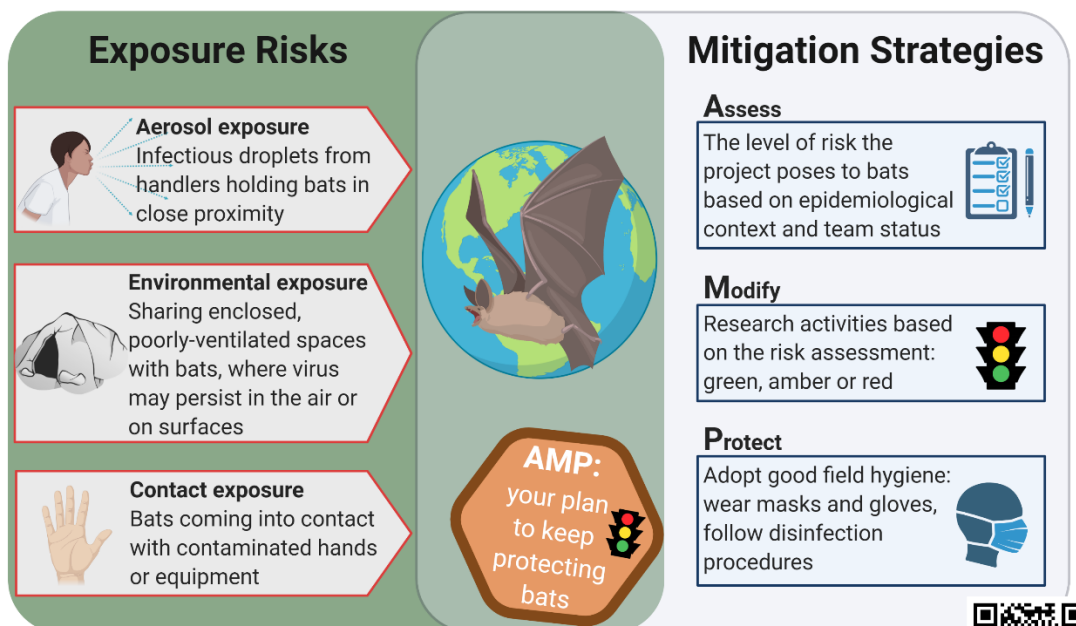 Exposure Risks
Aerosol exposure
Infectious droplets from
handlers holding bats in
close proximity
Environmental exposure
Sharing enclosed,
poorly-ventilated spaces
with bats, where virus
may persist in the air or
on surfaces
Contact exposure
Bats coming into contact
with contaminated hands
or equipment
AMP:
your plan
to keep
protecting
bats
Mitigation Strategies
Assess
The level of risk the
project poses to bats
based on epidemiological
context and team status
Modify
Research activities based
on the risk assessment:
green, amber or red
Protect
Adopt good field hygiene:
wear masks and gloves,
follow disinfection
procedures